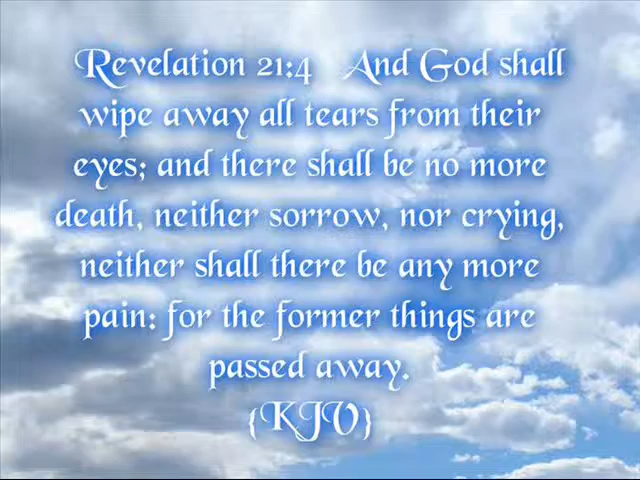 Revelation 21:4 And God shall
wipe away all tears from their
eyes; and there shall be no more
death, neither sorrow, nor crying,
neither shall there be any more
pain: for the former things are
passed away.
{KJV}